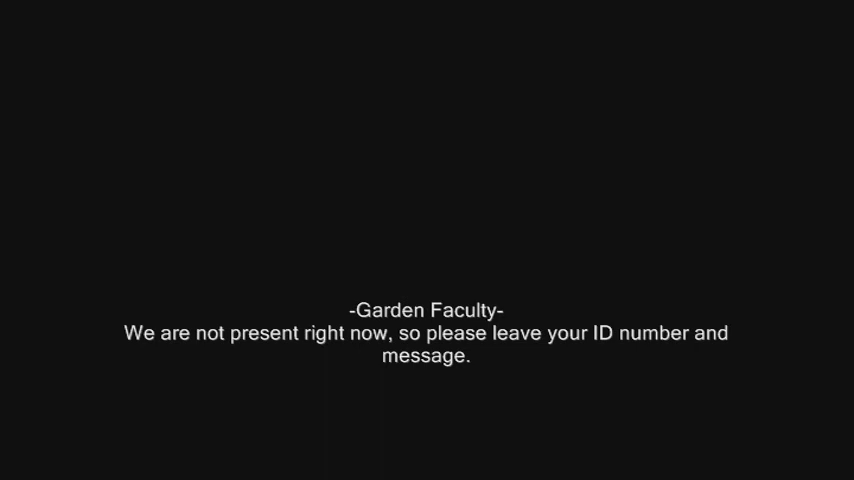 -Garden Faculty-
We are not present right now, so please leave your ID number and
message.